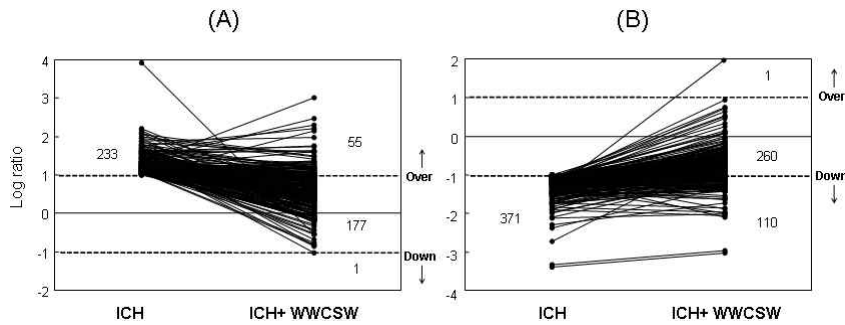 (A) (B)
Log ratio
4
3
2
1
0
-1
-2
233
55
177
1
Over
Down
ICH ICH+ WWCSW
2
1
0
-1
-2
-3
-4
371
1
260
110
Over
Down
ICH ICH+ WWCSW